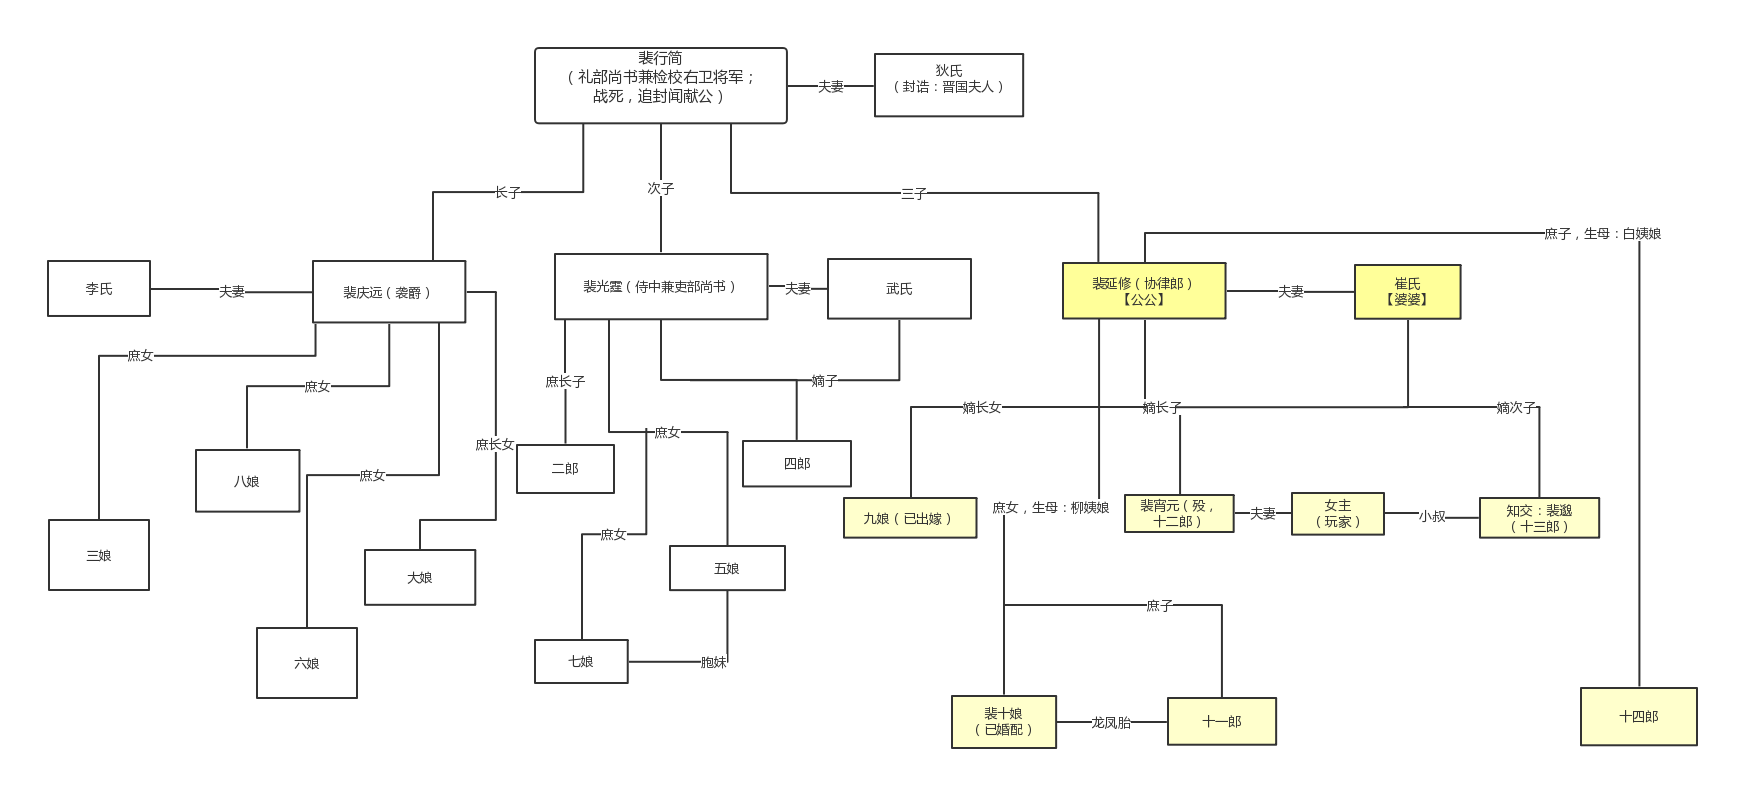 裴行简
（礼部尚书兼检校右卫将军；
战死，追封闻献公）
夫妻
狄氏
（封诰：晋国夫人）
长子
次子
三子
庶子，生母：白姨娘
李氏
夫妻
裴庆远（袭爵）
裴光霆（侍中兼吏部尚书）
夫妻
武氏
裴延修（协律郎）
【公公】
夫妻
崔氏
【婆婆】
庶女
庶女
庶长子
嫡子
嫡长女
嫡长子
嫡次子
庶女
庶长女
二郎
四郎
八娘
庶女
九娘（已出嫁）
庶女，生母：柳姨娘
裴宵元（殁，
十二郎）
夫妻
女主
（玩家）
小叔
知交：裴邈
（十三郎）
庶女
三娘
大娘
五娘
庶子
六娘
七娘
胞妹
裴十娘
（已婚配）
龙凤胎
十一郎
十四郎